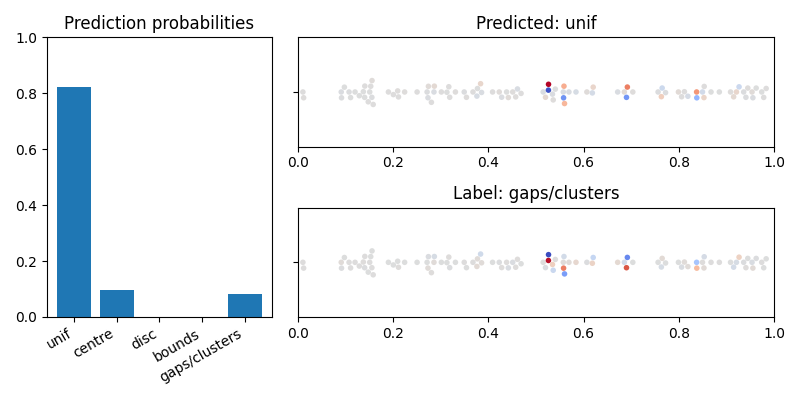 Prediction probabilities
1.0
0.8
0.6
0.4
0.2
0.0
unif
centre
disc
bounds
gaps/clusters
Predicted: unif
0.0 0.2 0.4 0.6 0.8 1.0
Label: gaps/clusters
0.0 0.2 0.4 0.6 0.8 1.0